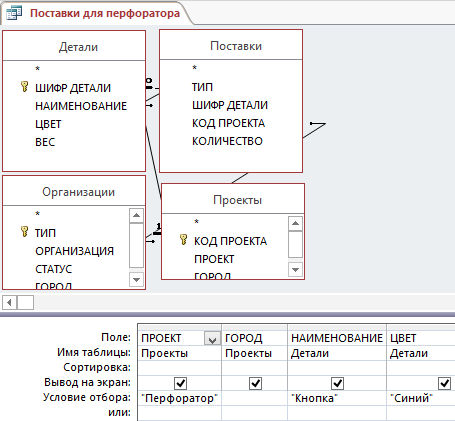 Поставки для перфоратора
Детали
*
ШИФР ДЕТАЛИ
НАИМЕНОВАНИЕ
ЦВЕТ
ВЕС
Поставки
*
ТИП
ШИФР ДЕТАЛИ
КОД ПРОЕКТА
КОЛИЧЕСТВО
Организации
*
ТИП
ОРГАНИЗАЦИЯ
СТАТУС
ГОРОД
Проекты
*
КОД ПРОЕКТА
ПРОЕКТ
ГОРОД
Поле: ПРОЕКТ ГОРОД НАИМЕНОВАНИЕ ЦВЕТ
Имя таблицы: Проекты Проекты Детали Детали
Сортировка:
Вывод на экран:
Условие отбора: "Перфоратор" "Кнопка" "Синий"
или: